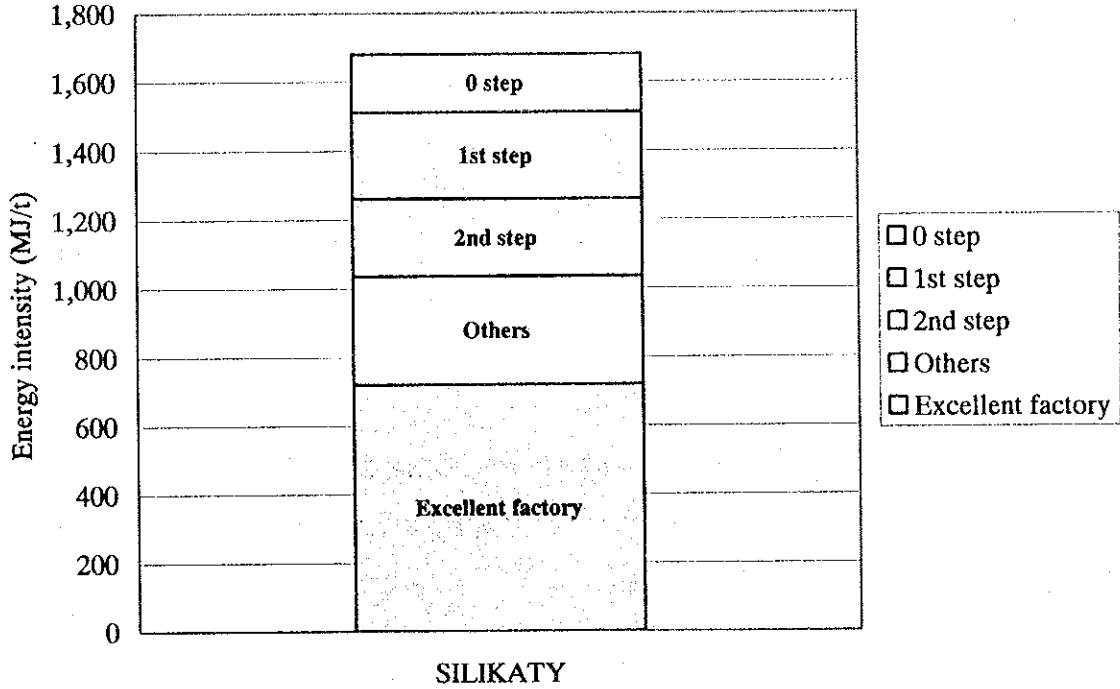 1,800
1,600
1,400
1,200
1,000
800
600
400
200
0
Energy intensity (MJ/t)
0 step
1st step
2nd step
Others
Excellent factory
SILIKATY
0 step
1st step
2nd step
Others
Excellent factory